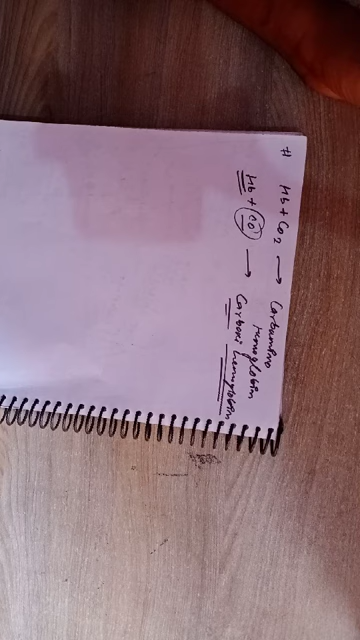 # Hb + Co2 → Carbamino
hemoglobin
Hb + CO → Carboxi hemoglobin